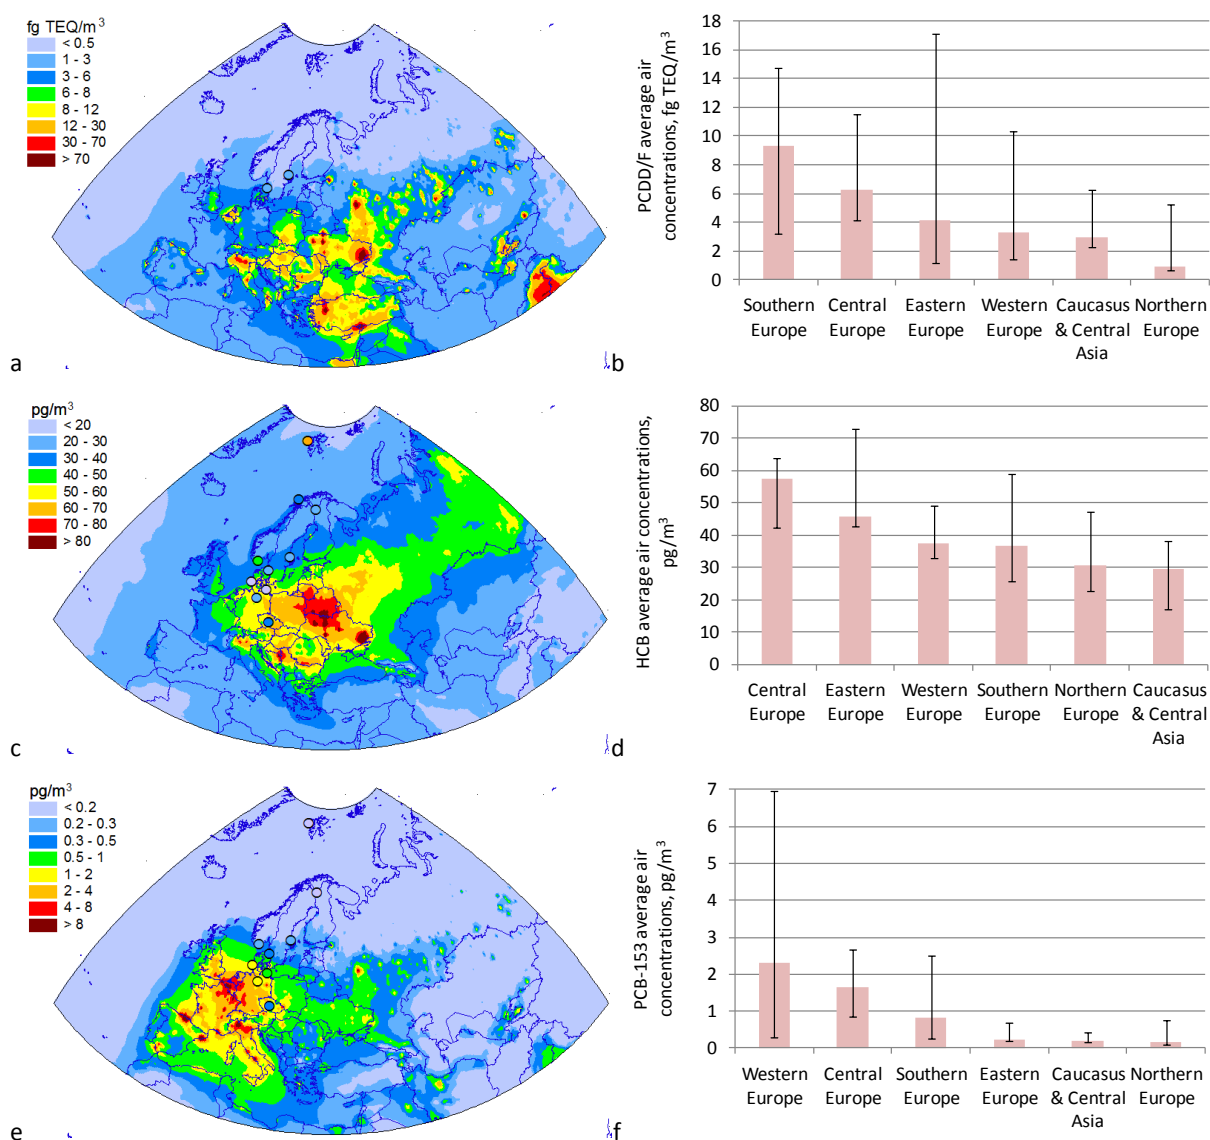 fg TEQ/m3
< 0.5
1 - 3
3 - 6
6 - 8
8 - 12
12 - 30
30 - 70
> 70
a
PCDD/F average air
concentrations, fg TEQ/m3
18
16
14
12
10
8
6
4
2
0
Southern
Europe
Central
Europe
Eastern
Europe
Western
Europe
Caucasus
& Central
Asia
Northern
Europe
b
pg/m3
< 20
20 - 30
30 - 40
40 - 50
50 - 60
60 - 70
70 - 80
> 80
c
HCB average air concentrations,
pg/m3
80
70
60
50
40
30
20
10
0
Central
Europe
Eastern
Europe
Western
Europe
Southern
Europe
Northern
Europe
Caucasus
& Central
Asia
d
pg/m3
< 0.2
0.2 - 0.3
0.3 - 0.5
0.5 - 1
1 - 2
2 - 4
4 - 8
> 8
e
PCB-153 average air
concentrations, pg/m3
7
6
5
4
3
2
1
0
Western
Europe
Central
Europe
Southern
Europe
Eastern
Europe
Caucasus
& Central
Asia
Northern
Europe
f